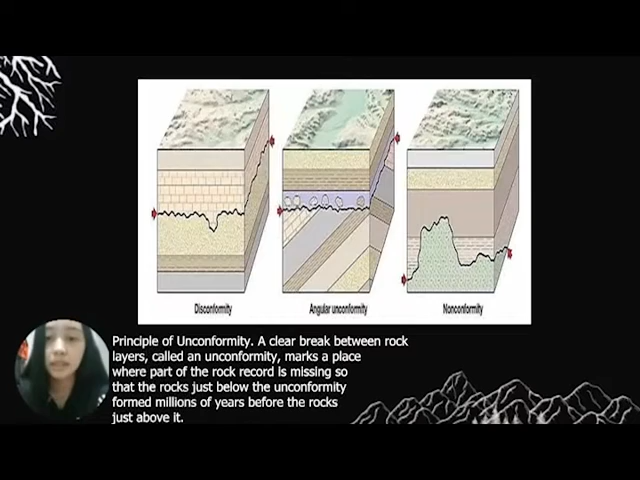 Disconformity
Angular unconformity
Nonconformity
Principle of Unconformity. A clear break between rock
layers, called an unconformity, marks a place
where part of the rock record is missing so
that the rocks just below the unconformity
formed millions of years before the rocks
just above it.